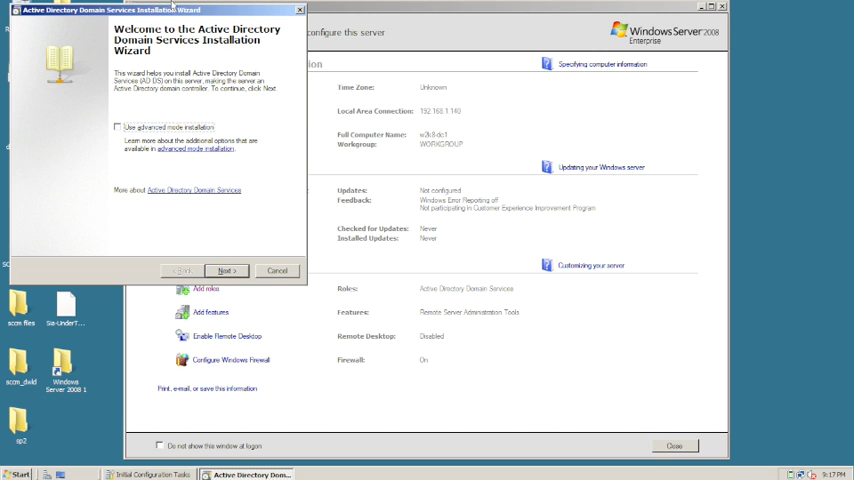 Active Directory Domain Services Installation Wizard
Welcome to the Active Directory
Domain Services Installation
Wizard
This wizard helps you install Active Directory Domain
Services (AD DS) on this server, making the server an
Active Directory domain controller. To continue, click Next.
Use advanced mode installation
Learn more about the additional options that are
available in advanced mode installation.
More about Active Directory Domain Services
< Back
Next >
Cancel
configure this server
Windows Server 2008
Enterprise
Specifying computer information
Time Zone: Unknown
Local Area Connection: 192.168.1.140
Full Computer Name: w2k8-dc1
Workgroup: WORKGROUP
Updating your Windows server
Updates: Not configured
Feedback: Windows Error Reporting off
Not participating in Customer Experience Improvement Program
Checked for Updates: Never
Installed Updates: Never
Customizing your server
Add roles
Roles: Active Directory Domain Services
Add features
Features: Remote Server Administration Tools
Enable Remote Desktop
Remote Desktop: Disabled
Configure Windows Firewall
Firewall: On
Print, e-mail, or save this information
Do not show this window at logon
Close
sccm files
Sia-UnderT...
sccm_dwld
Windows
Server 2008 1
sp2
Start
Initial Configuration Tasks
Active Directory Dom...
9:17 PM